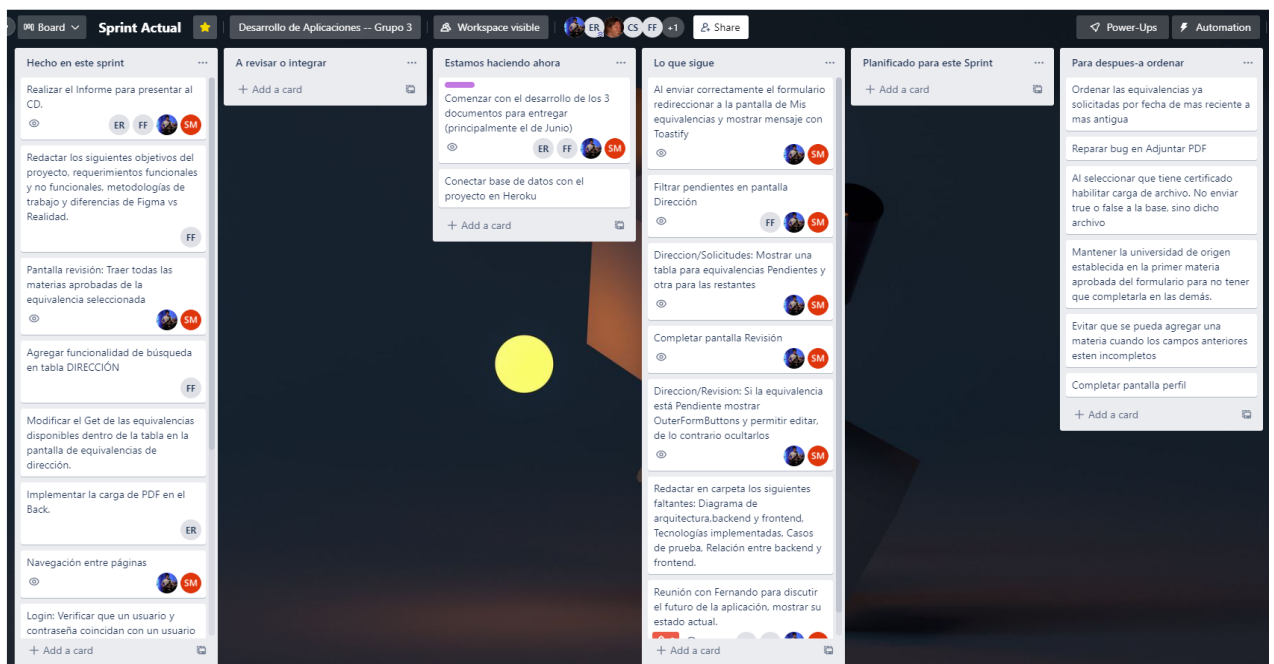 Board
Sprint Actual
Desarrollo de Aplicaciones -- Grupo 3
Workspace visible
ER
CS
FF
+1
Share
Power-Ups
Automation
Hecho en este sprint
Realizar el Informe para presentar al
CD.
ER FF SM
Redactar los siguientes objetivos del
proyecto, requerimientos funcionales
y no funcionales, metodologías de
trabajo y diferencias de Figma vs
Realidad.
FF
Pantalla revisión: Traer todas las
materias aprobadas de la
equivalencia seleccionada
SM
Agregar funcionalidad de búsqueda
en tabla DIRECCIÓN
FF
Modificar el Get de las equivalencias
disponibles dentro de la tabla en la
pantalla de equivalencias de
dirección.
Implementar la carga de PDF en el
Back.
ER
Navegación entre páginas
SM
Login: Verificar que un usuario y
contraseña coincidan con un usuario
+ Add a card
A revisar o integrar
+ Add a card
Estamos haciendo ahora
Comenzar con el desarrollo de los 3
documentos para entregar
(principalmente el de Junio)
ER FF SM
Conectar base de datos con el
proyecto en Heroku
+ Add a card
Lo que sigue
Al enviar correctamente el formulario
redireccionar a la pantalla de Mis
equivalencias y mostrar mensaje con
Toastify
SM
Filtrar pendientes en pantalla
Dirección
FF SM
Direccion/Solicitudes: Mostrar una
tabla para equivalencias Pendientes y
otra para las restantes
SM
Completar pantalla Revisión
SM
Direccion/Revision: Si la equivalencia
está Pendiente mostrar
OuterFormButtons y permitir editar,
de lo contrario ocultarlos
SM
Redactar en carpeta los siguientes
faltantes: Diagrama de
arquitectura,backend y frontend,
Tecnologías implementadas, Casos
de prueba, Relación entre backend y
frontend.
Reunión con Fernando para discutir
el futuro de la aplicación, mostrar su
estado actual.
+ Add a card
Planificado para este Sprint
+ Add a card
Para despues-a ordenar
Ordenar las equivalencias ya
solicitadas por fecha de mas reciente a
mas antigua
Reparar bug en Adjuntar PDF
Al seleccionar que tiene certificado
habilitar carga de archivo. No enviar
true o false a la base, sino dicho
archivo
Mantener la universidad de origen
establecida en la primer materia
aprobada del formulario para no tener
que completarla en las demás.
Evitar que se pueda agregar una
materia cuando los campos anteriores
esten incompletos
Completar pantalla perfil
+ Add a card